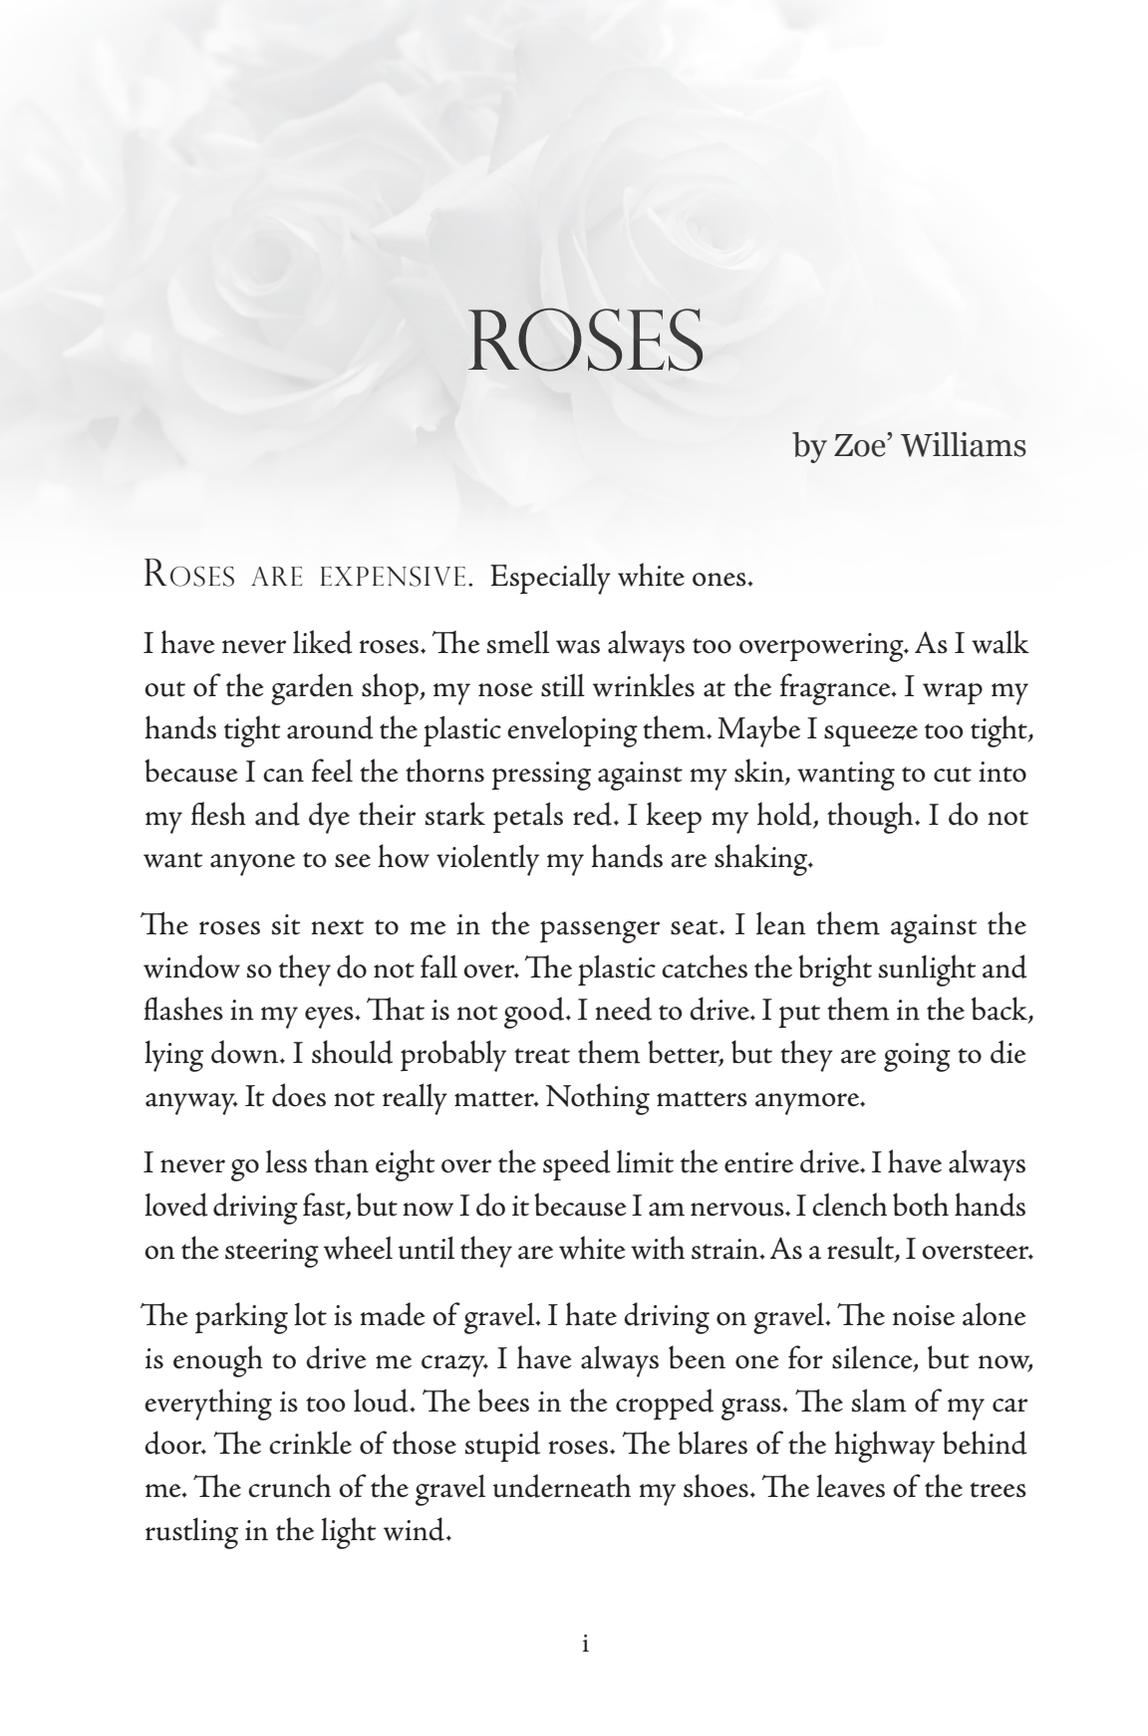 ROSES
by Zoe’ Williams
ROSES ARE EXPENSIVE. Especially white ones.
I have never liked roses. The smell was always too overpowering. As I walk
out of the garden shop, my nose still wrinkles at the fragrance. I wrap my
hands tight around the plastic enveloping them. Maybe I squeeze too tight,
because I can feel the thorns pressing against my skin, wanting to cut into
my flesh and dye their stark petals red. I keep my hold, though. I do not
want anyone to see how violently my hands are shaking.
The roses sit next to me in the passenger seat. I lean them against the
window so they do not fall over. The plastic catches the bright sunlight and
flashes in my eyes. That is not good. I need to drive. I put them in the back,
lying down. I should probably treat them better, but they are going to die
anyway. It does not really matter. Nothing matters anymore.
I never go less than eight over the speed limit the entire drive. I have always
loved driving fast, but now I do it because I am nervous. I clench both hands
on the steering wheel until they are white with strain. As a result, I oversteer.
The parking lot is made of gravel. I hate driving on gravel. The noise alone
is enough to drive me crazy. I have always been one for silence, but now,
everything is too loud. The bees in the cropped grass. The slam of my car
door. The crinkle of those stupid roses. The blares of the highway behind
me. The crunch of the gravel underneath my shoes. The leaves of the trees
rustling in the light wind.
i